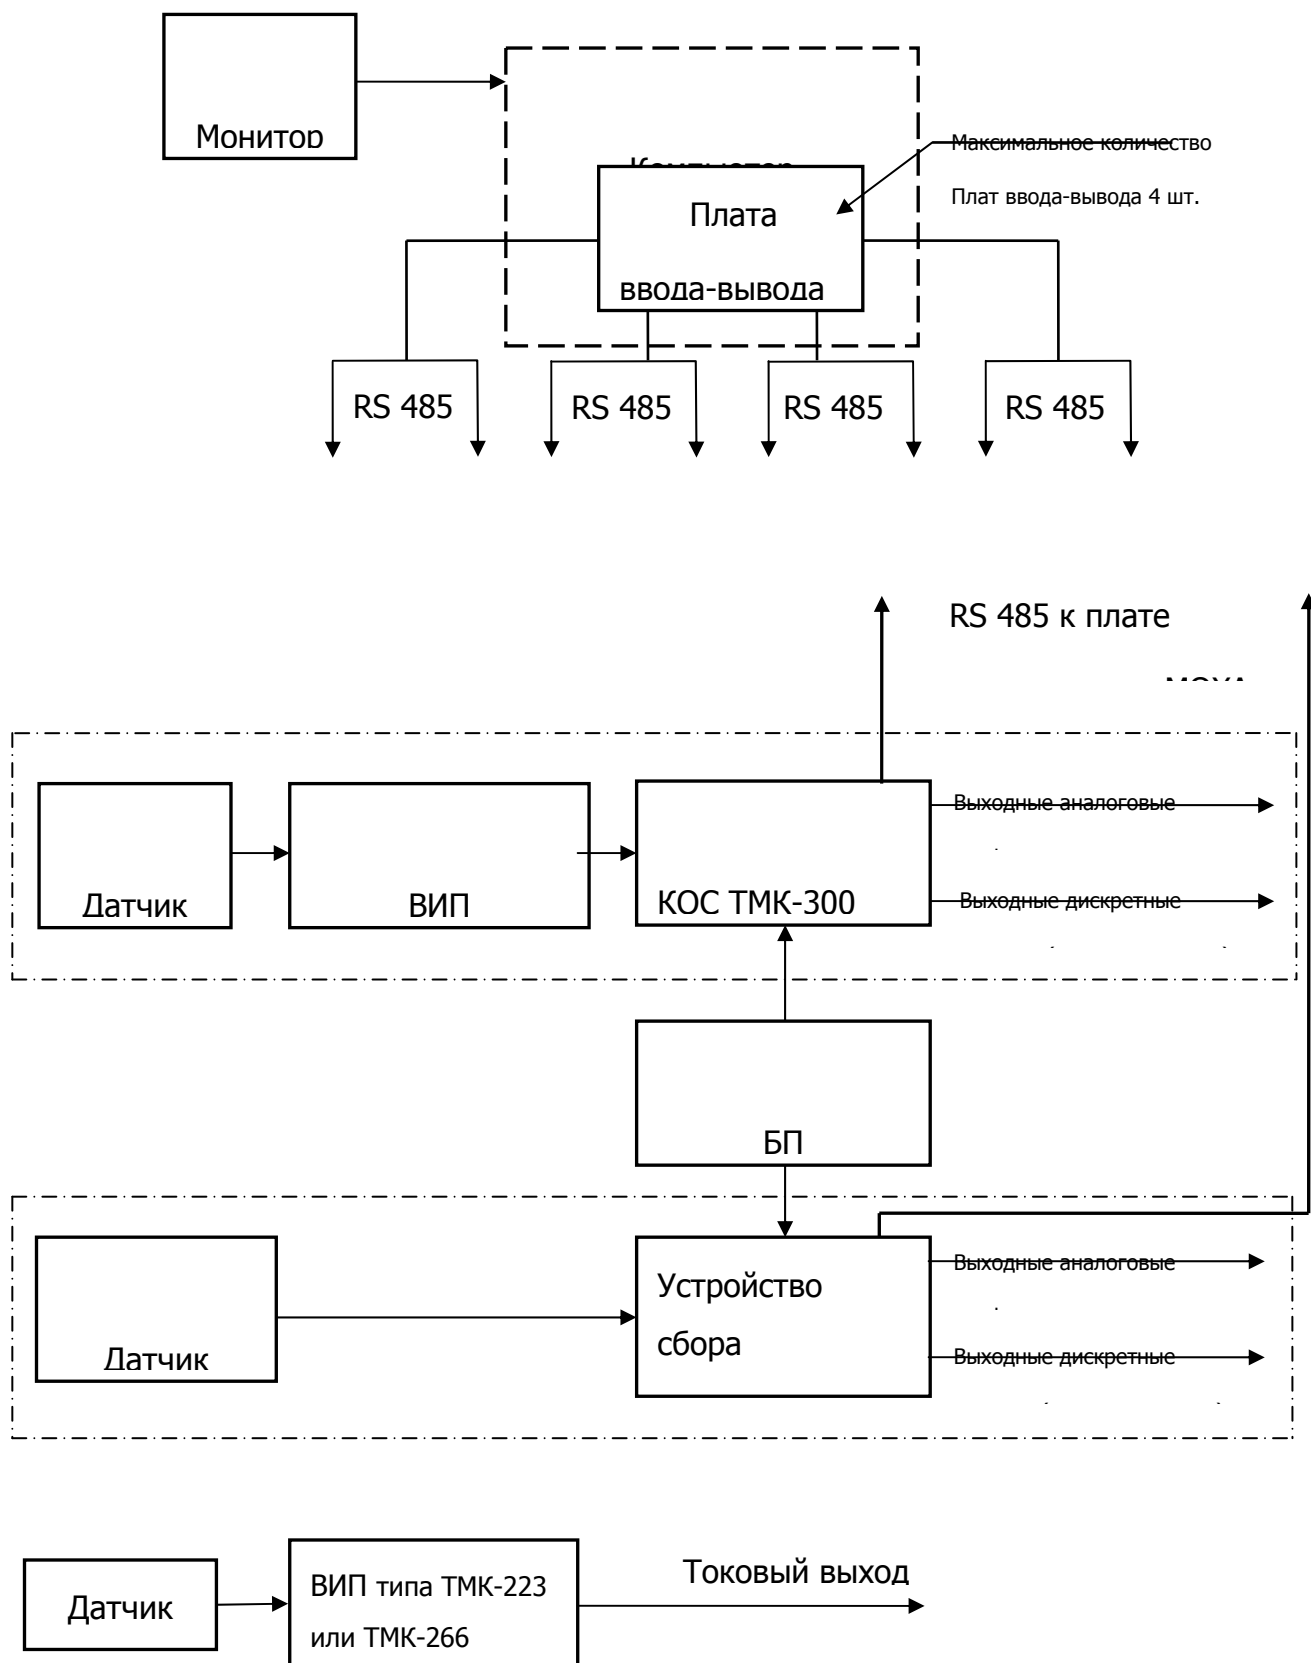 Монитор
Максимальное количество
Плат ввода-вывода 4 шт.
Плата
ввода-вывода
RS 485
RS 485
RS 485
RS 485
RS 485 к плате
Датчик
ВИП
КОС ТМК-300
Выходные аналоговые
Выходные дискретные
БП
Датчик
Устройство
сбора
Выходные аналоговые
Выходные дискретные
Датчик
ВИП типа ТМК-223
или ТМК-266
Токовый выход